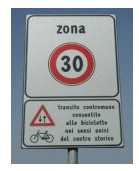 zona
30
transito contromano
consentito
alle biciclette
nei sensi unici
del centro storico